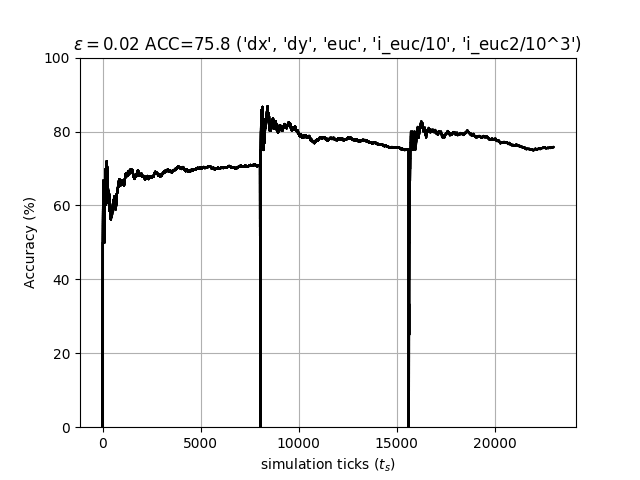 ε = 0.02 ACC=75.8 ('dx', 'dy', 'euc', 'i_euc/10', 'i_euc2/10^3')
100
80
60
40
20
0
Accuracy (%)
0 5000 10000 15000 20000
simulation ticks (t_s)